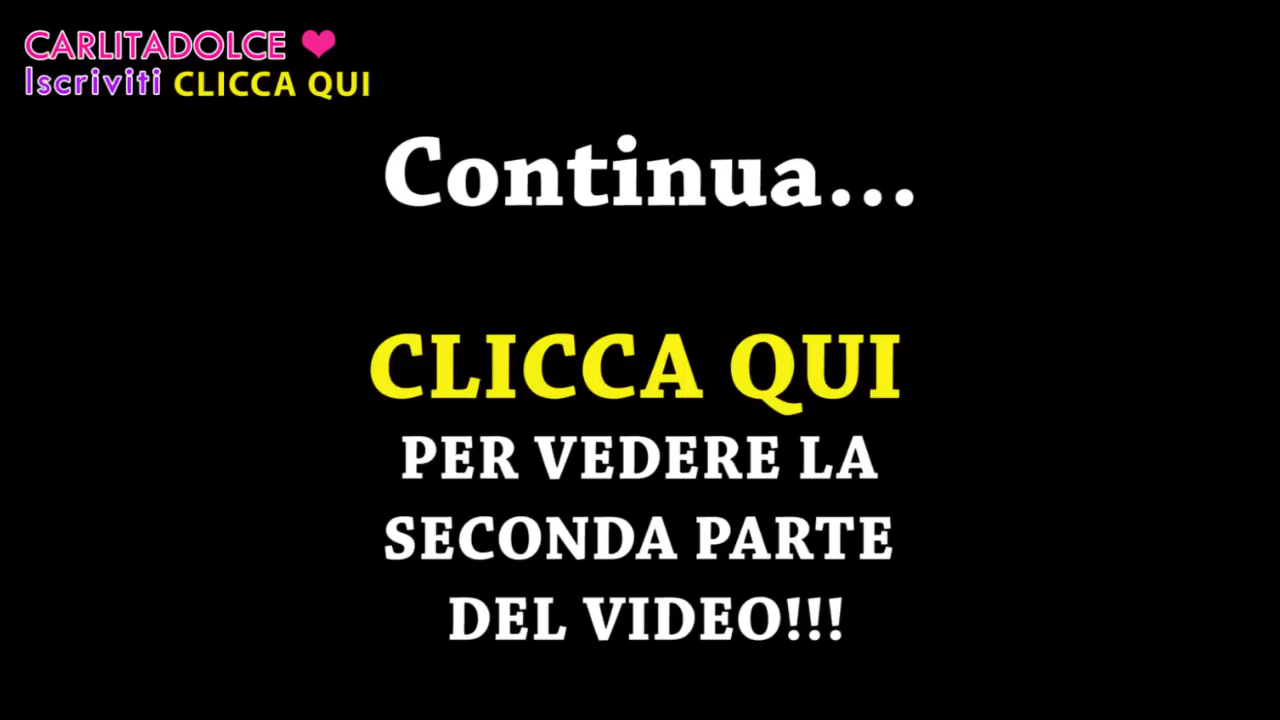 CARLITADOLCE ❤
Iscriviti CLICCA QUI
Continua...
CLICCA QUI
PER VEDERE LA
SECONDA PARTE
DEL VIDEO!!!